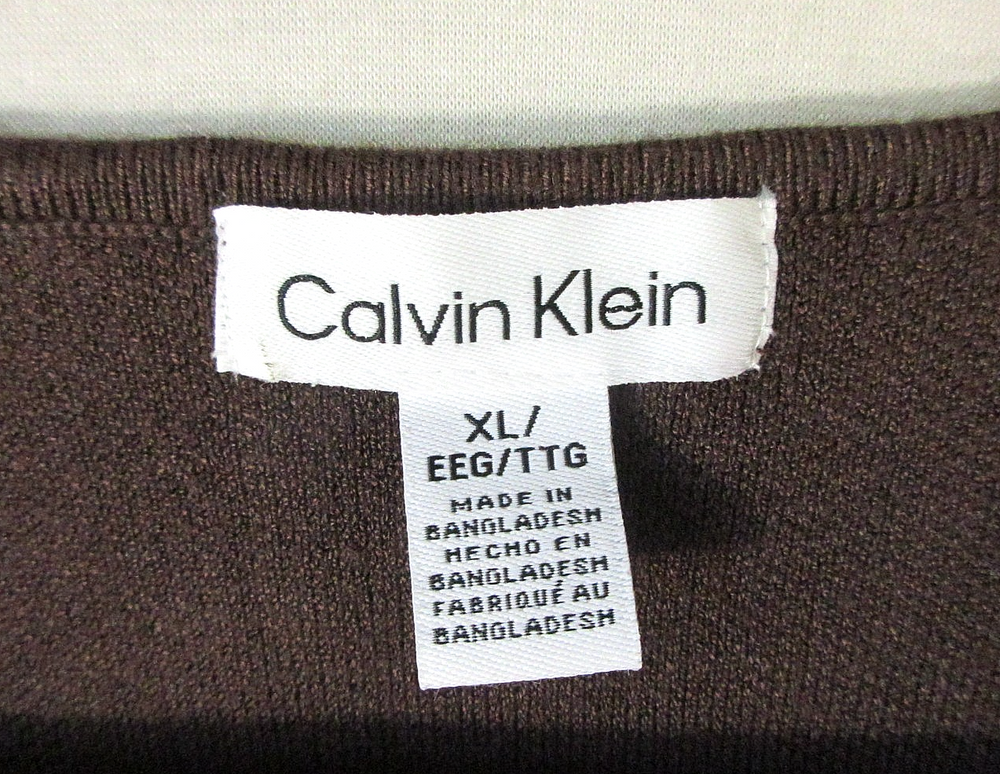 Calvin Klein
XL/
EEG/TTG
MADE IN
BANGLADESH
HECHO EN
BANGLADESH
FABRIQUÉ AU
BANGLADESH